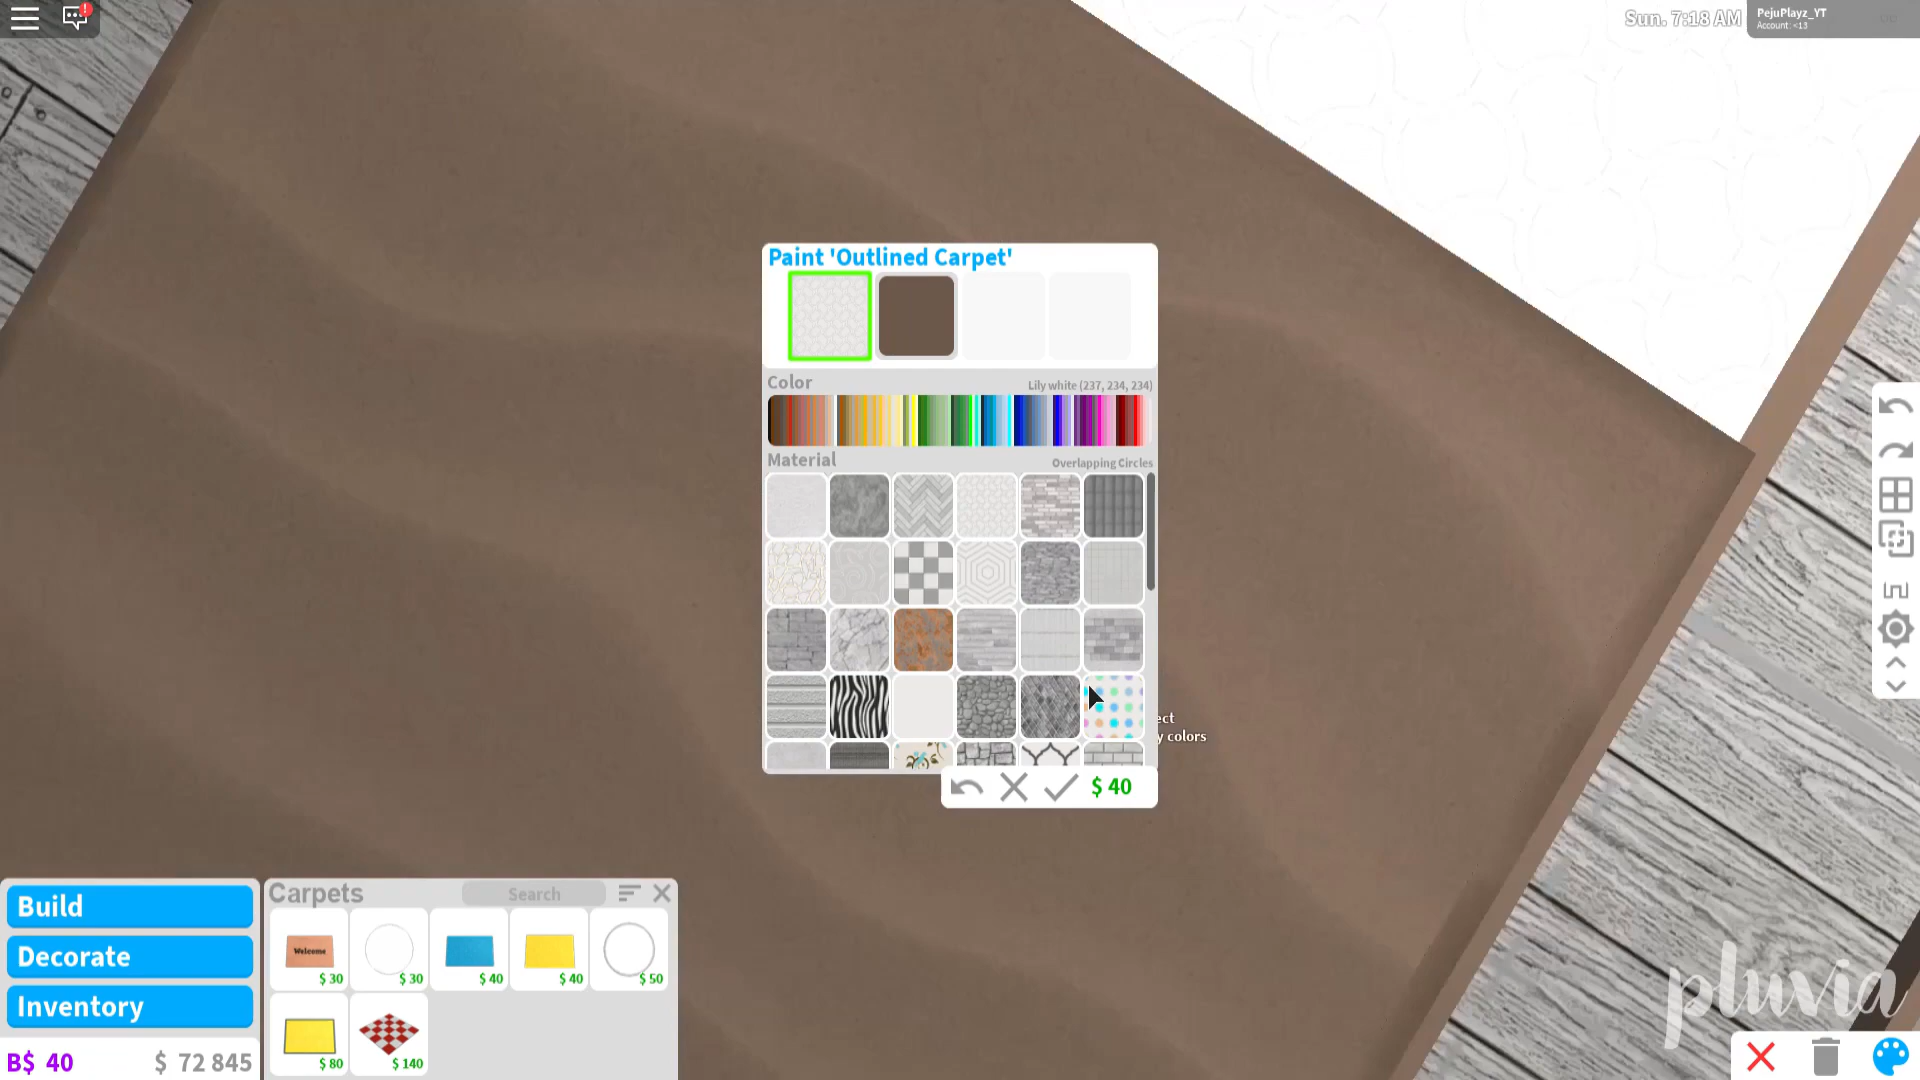 Sun. 7:18 AM
PejuPlayz_YT
Account: <13
Paint 'Outlined Carpet'
Color
Lily white (237, 234, 234)
Material
Overlapping Circles
ect
y colors
$ 40
Build
Decorate
Inventory
B$ 40
$ 72 845
Carpets
Search
Welcome
$ 30
$ 30
$ 40
$ 40
$ 50
$ 80
$ 140
pluvia